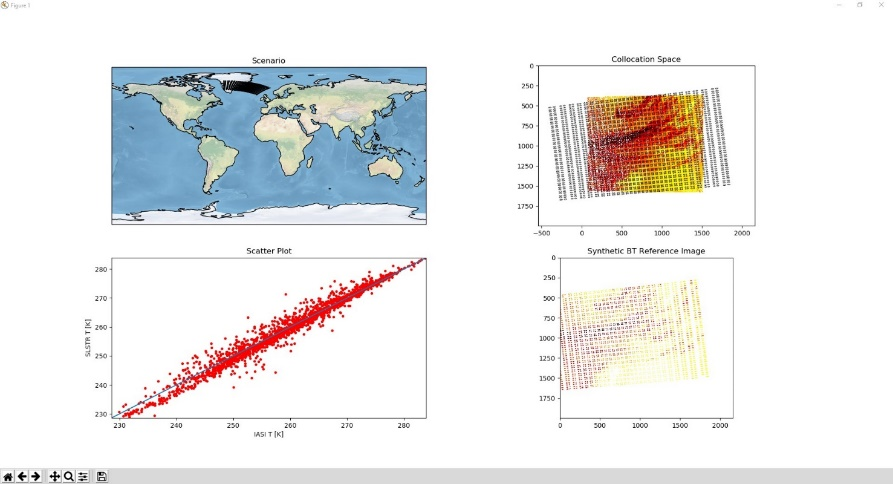 Figure 1
Scenario
Collocation Space
0
250
500
750
1000
1250
1500
1750
−500 0 500 1000 1500 2000
Scatter Plot
280
270
260
250
240
230
SLSTR T [K]
230 240 250 260 270 280
IASI T [K]
Synthetic BT Reference Image
0
250
500
750
1000
1250
1500
1750
0 500 1000 1500 2000